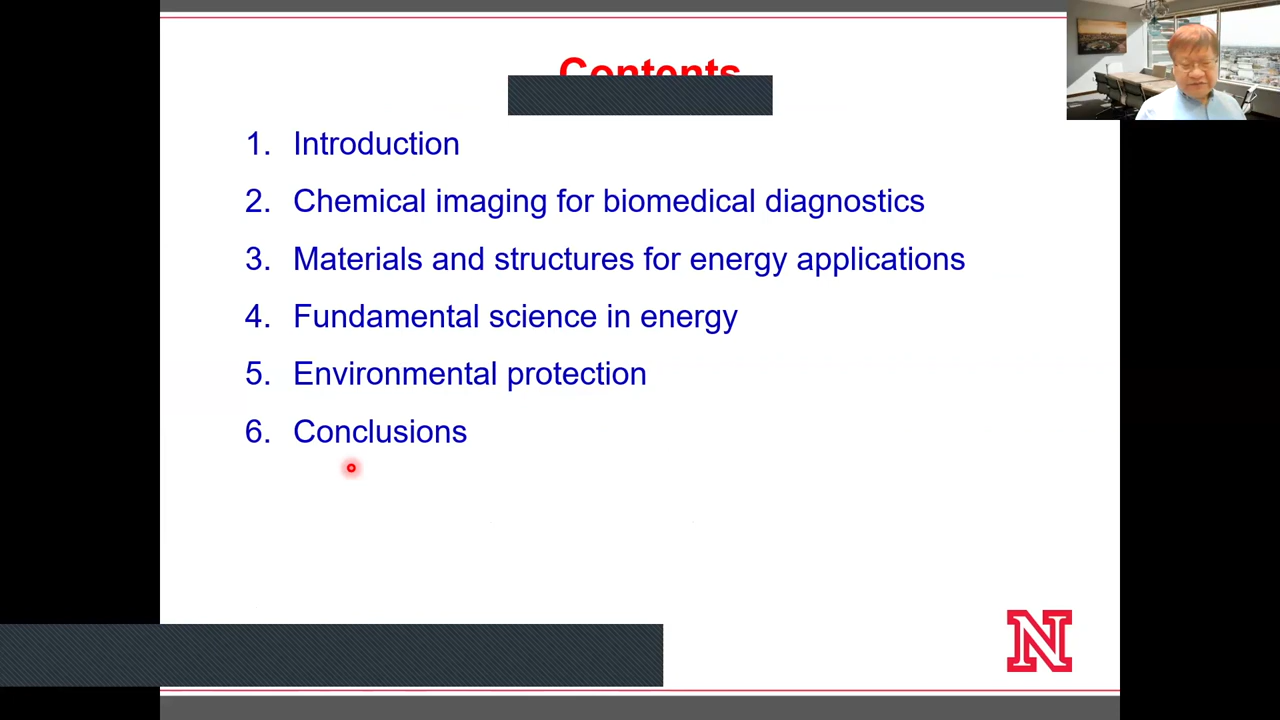 Contents
1. Introduction
2. Chemical imaging for biomedical diagnostics
3. Materials and structures for energy applications
4. Fundamental science in energy
5. Environmental protection
6. Conclusions
N